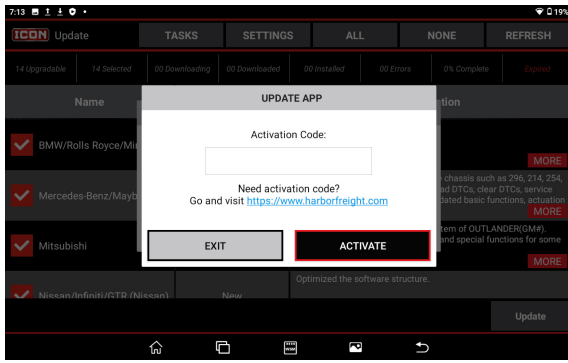 7:13 19%
ICON Update TASKS SETTINGS ALL NONE REFRESH
14 Upgradable 14 Selected 00 Downloading 00 Downloaded 00 Installed 00 Errors 0% Complete Expired
Name tion
UPDATE APP
Activation Code:
Need activation code?
Go and visit https://www.harborfreight.com
EXIT ACTIVATE
BMW/Rolls Royce/Mi
MORE
Mercedes-Benz/Mayb
chassis such as 296, 214, 254,
ad DTCs, clear DTCs, service
dated basic functions, actuation
MORE
Mitsubishi
tem of OUTLANDER(GM#).
and special functions for some
MORE
Nissan/Infiniti/GTR (Nissan) New
Optimized the software structure.
Update
WSM